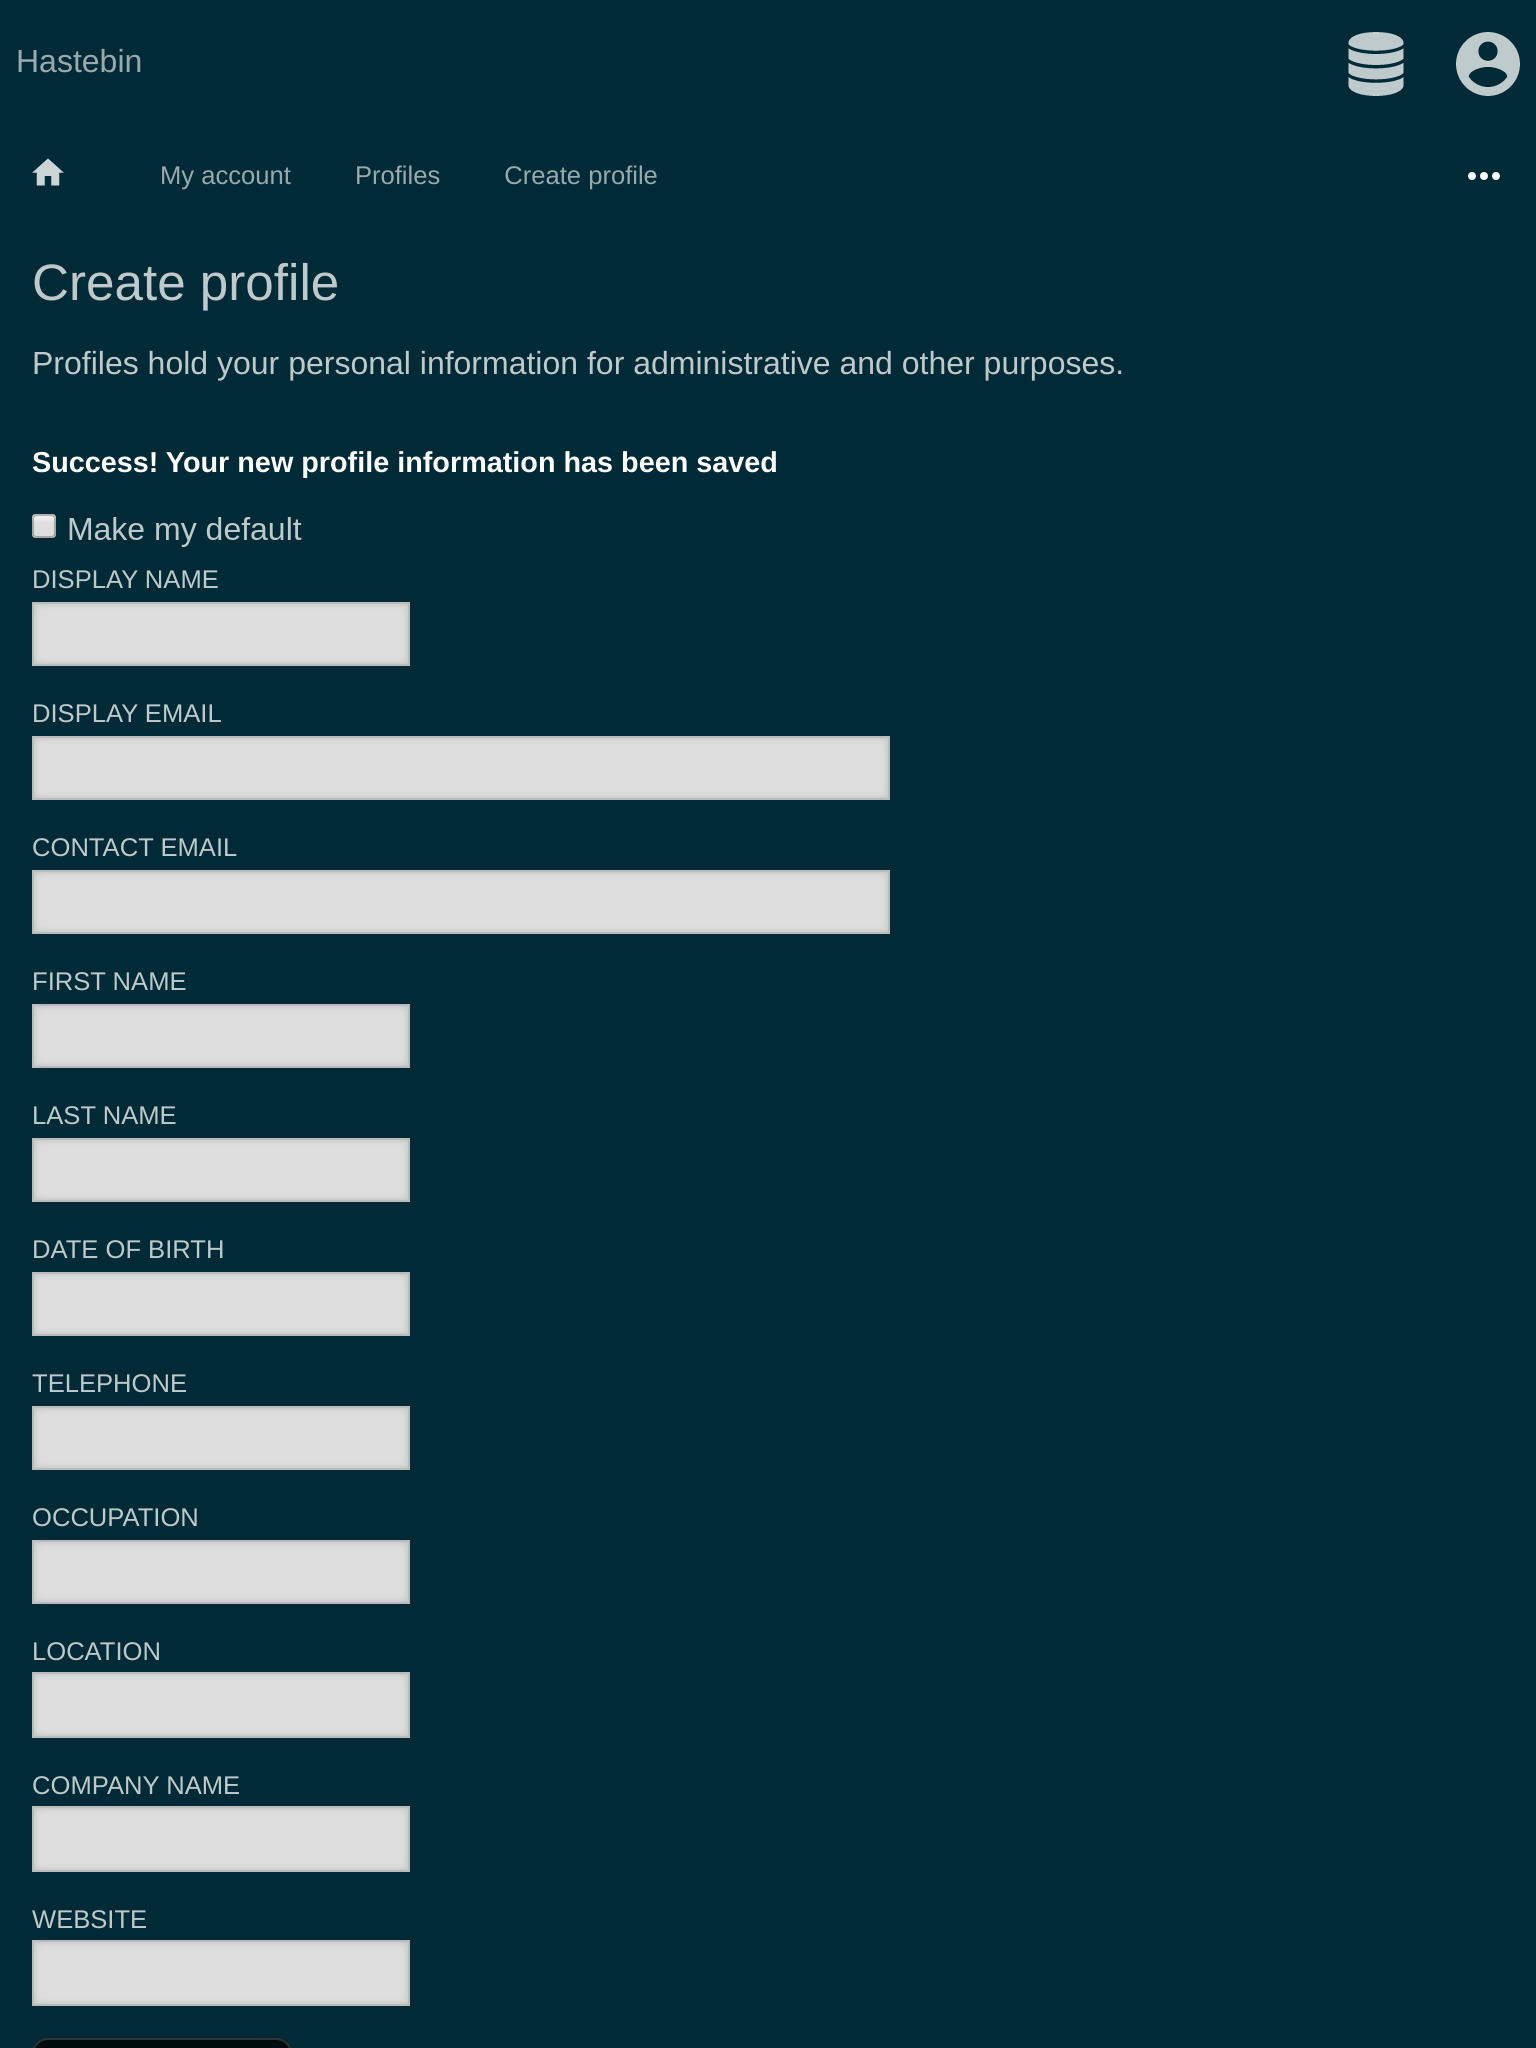 Hastebin
My account Profiles Create profile
Create profile
Profiles hold your personal information for administrative and other purposes.
Success! Your new profile information has been saved
Make my default
DISPLAY NAME
DISPLAY EMAIL
CONTACT EMAIL
FIRST NAME
LAST NAME
DATE OF BIRTH
TELEPHONE
OCCUPATION
LOCATION
COMPANY NAME
WEBSITE